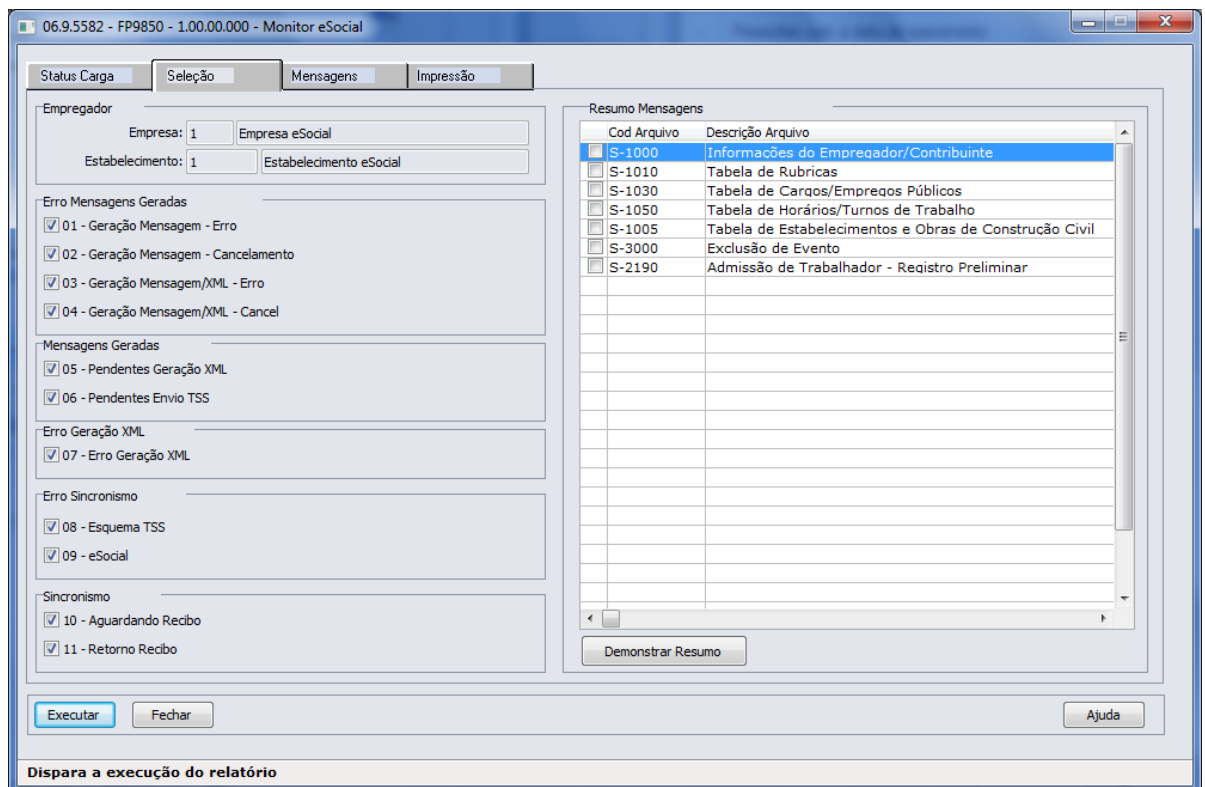 06.9.5582 - FP9850 - 1.00.00.000 - Monitor eSocial
Status Carga
Seleção
Mensagens
Impressão
Empregador
Empresa: 1 Empresa eSocial
Estabelecimento: 1 Estabelecimento eSocial
Erro Mensagens Geradas
01 - Geração Mensagem - Erro
02 - Geração Mensagem - Cancelamento
03 - Geração Mensagem/XML - Erro
04 - Geração Mensagem/XML - Cancel
Mensagens Geradas
05 - Pendentes Geração XML
06 - Pendentes Envio TSS
Erro Geração XML
07 - Erro Geração XML
Erro Sincronismo
08 - Esquema TSS
09 - eSocial
Sincronismo
10 - Aguardando Recibo
11 - Retorno Recibo
Resumo Mensagens
Cod Arquivo Descrição Arquivo
S-1000 Informações do Empregador/Contribuinte
S-1010 Tabela de Rubricas
S-1030 Tabela de Cargos/Empregos Públicos
S-1050 Tabela de Horários/Turnos de Trabalho
S-1005 Tabela de Estabelecimentos e Obras de Construção Civil
S-3000 Exclusão de Evento
S-2190 Admissão de Trabalhador - Registro Preliminar
Demonstrar Resumo
Executar
Fechar
Ajuda
Dispara a execução do relatório